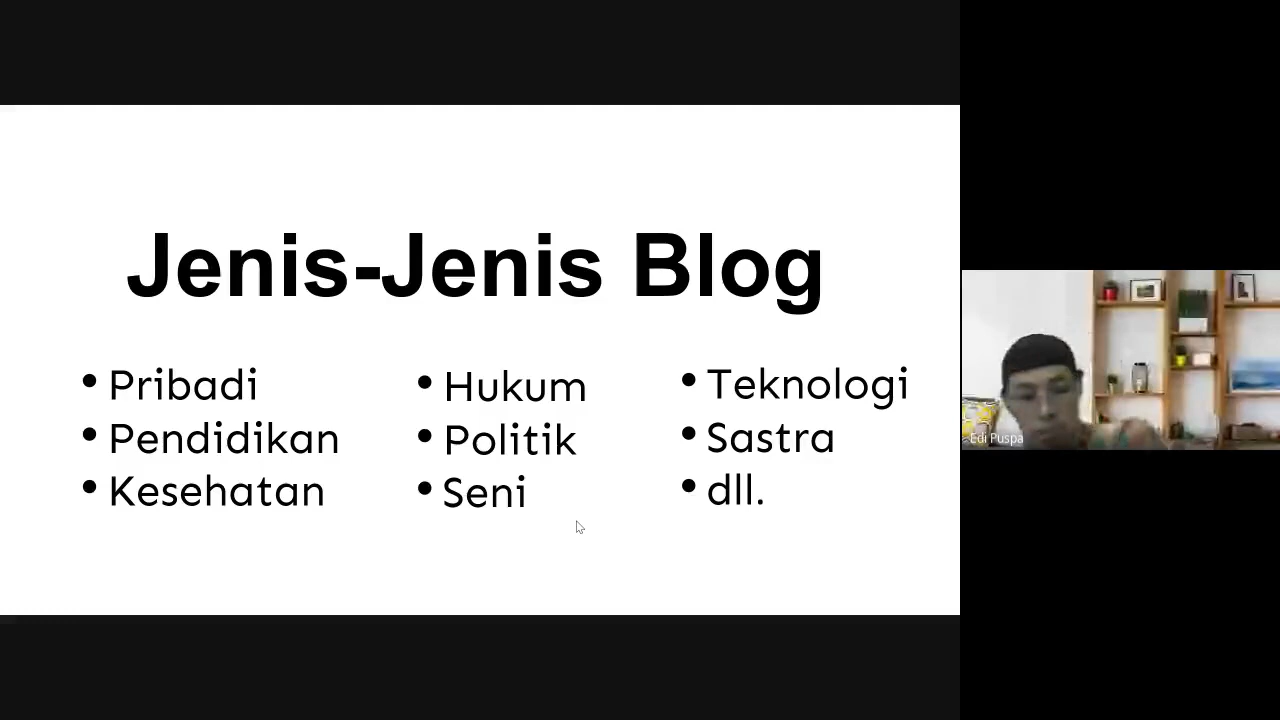 Jenis-Jenis Blog
• Pribadi
• Pendidikan
• Kesehatan
• Hukum
• Politik
• Seni
• Teknologi
• Sastra
• dll.
Edi Puspa